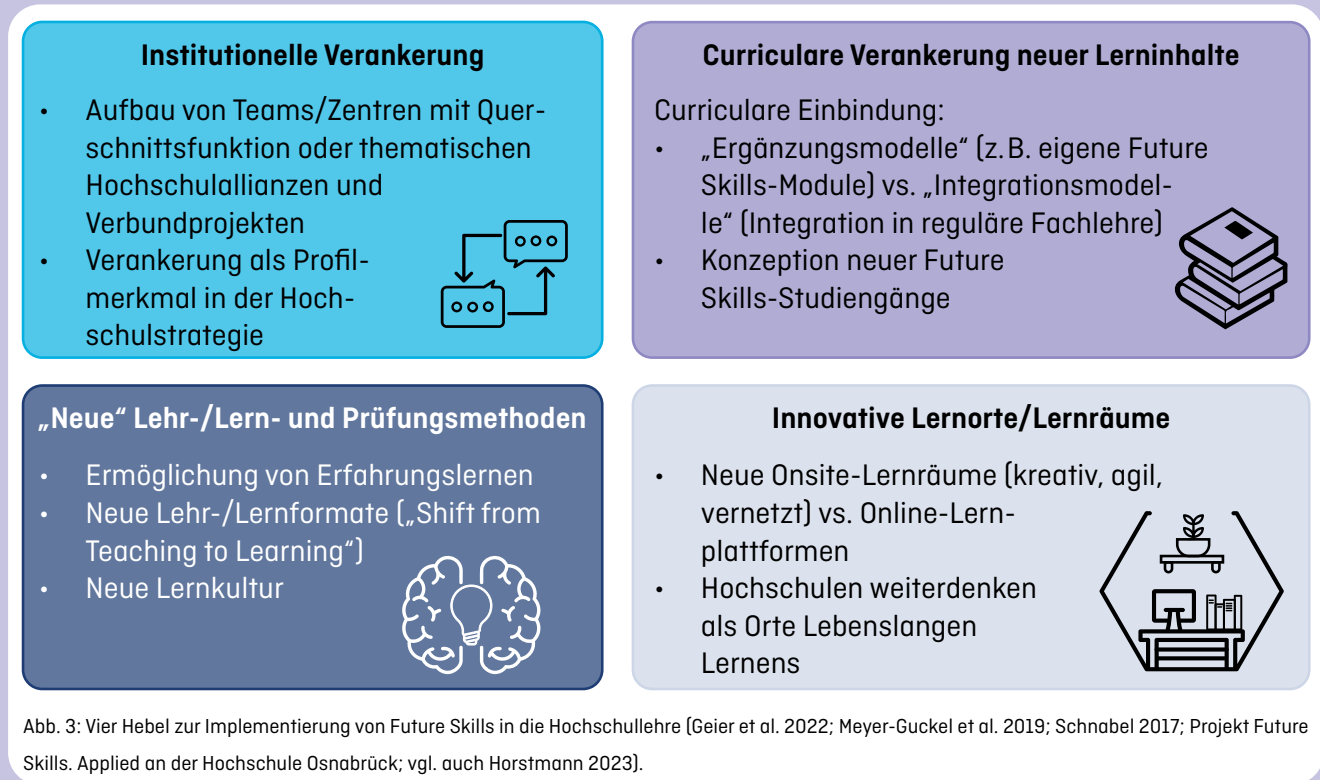 Institutionelle Verankerung
• Aufbau von Teams/Zentren mit Quer-
schnittsfunktion oder thematischen
Hochschulallianzen und
Verbundprojekten
• Verankerung als Profil-
merkmal in der Hoch-
schulstrategie
Curriculare Verankerung neuer Lerninhalte
Curriculare Einbindung:
• „Ergänzungsmodelle“ (z.B. eigene Future
Skills-Module) vs. „Integrationsmodel-
le“ (Integration in reguläre Fachlehre)
• Konzeption neuer Future
Skills-Studiengänge
„Neue“ Lehr-/Lern- und Prüfungsmethoden
• Ermöglichung von Erfahrungslernen
• Neue Lehr-/Lernformate („Shift from
Teaching to Learning“)
• Neue Lernkultur
Innovative Lernorte/Lernräume
• Neue Onsite-Lernräume (kreativ, agil,
vernetzt) vs. Online-Lern-
plattformen
• Hochschulen weiterdenken
als Orte Lebenslangen
Lernens
Abb. 3: Vier Hebel zur Implementierung von Future Skills in die Hochschullehre (Geier et al. 2022; Meyer-Guckel et al. 2019; Schnabel 2017; Projekt Future
Skills. Applied an der Hochschule Osnabrück; vgl. auch Horstmann 2023).